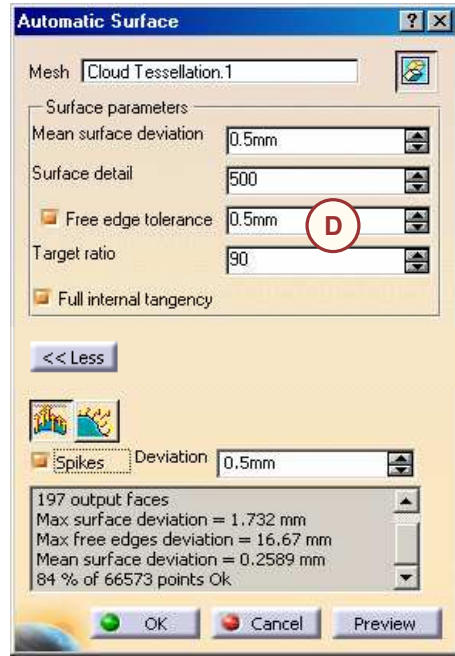 Automatic Surface
Mesh Cloud Tessellation.1
Surface parameters
Mean surface deviation 0.5mm
Surface detail 500
Free edge tolerance 0.5mm D
Target ratio 90
Full internal tangency
<< Less
Spikes Deviation 0.5mm
197 output faces
Max surface deviation = 1.732 mm
Max free edges deviation = 16.67 mm
Mean surface deviation = 0.2589 mm
84 % of 66573 points Ok
OK Cancel Preview